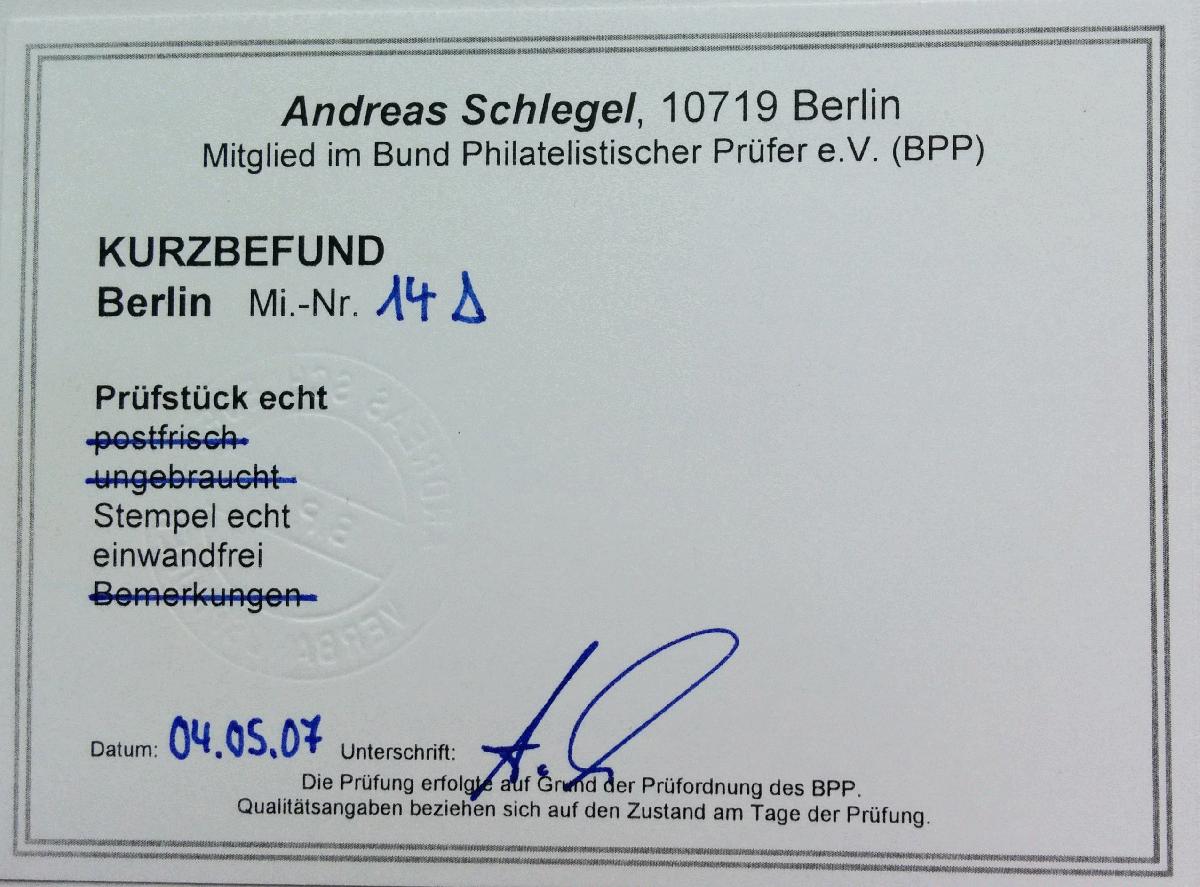 Andreas Schlegel, 10719 Berlin
Mitglied im Bund Philatelistischer Prüfer e.V. (BPP)
KURZBEFUND
Berlin Mi.-Nr. 14 Δ
Prüfstück echt
postfrisch
ungebraucht
Stempel echt
einwandfrei
Bemerkungen
Datum: 04.05.07 Unterschrift:
Die Prüfung erfolgte auf Grund der Prüfordnung des BPP.
Qualitätsangaben beziehen sich auf den Zustand am Tage der Prüfung.